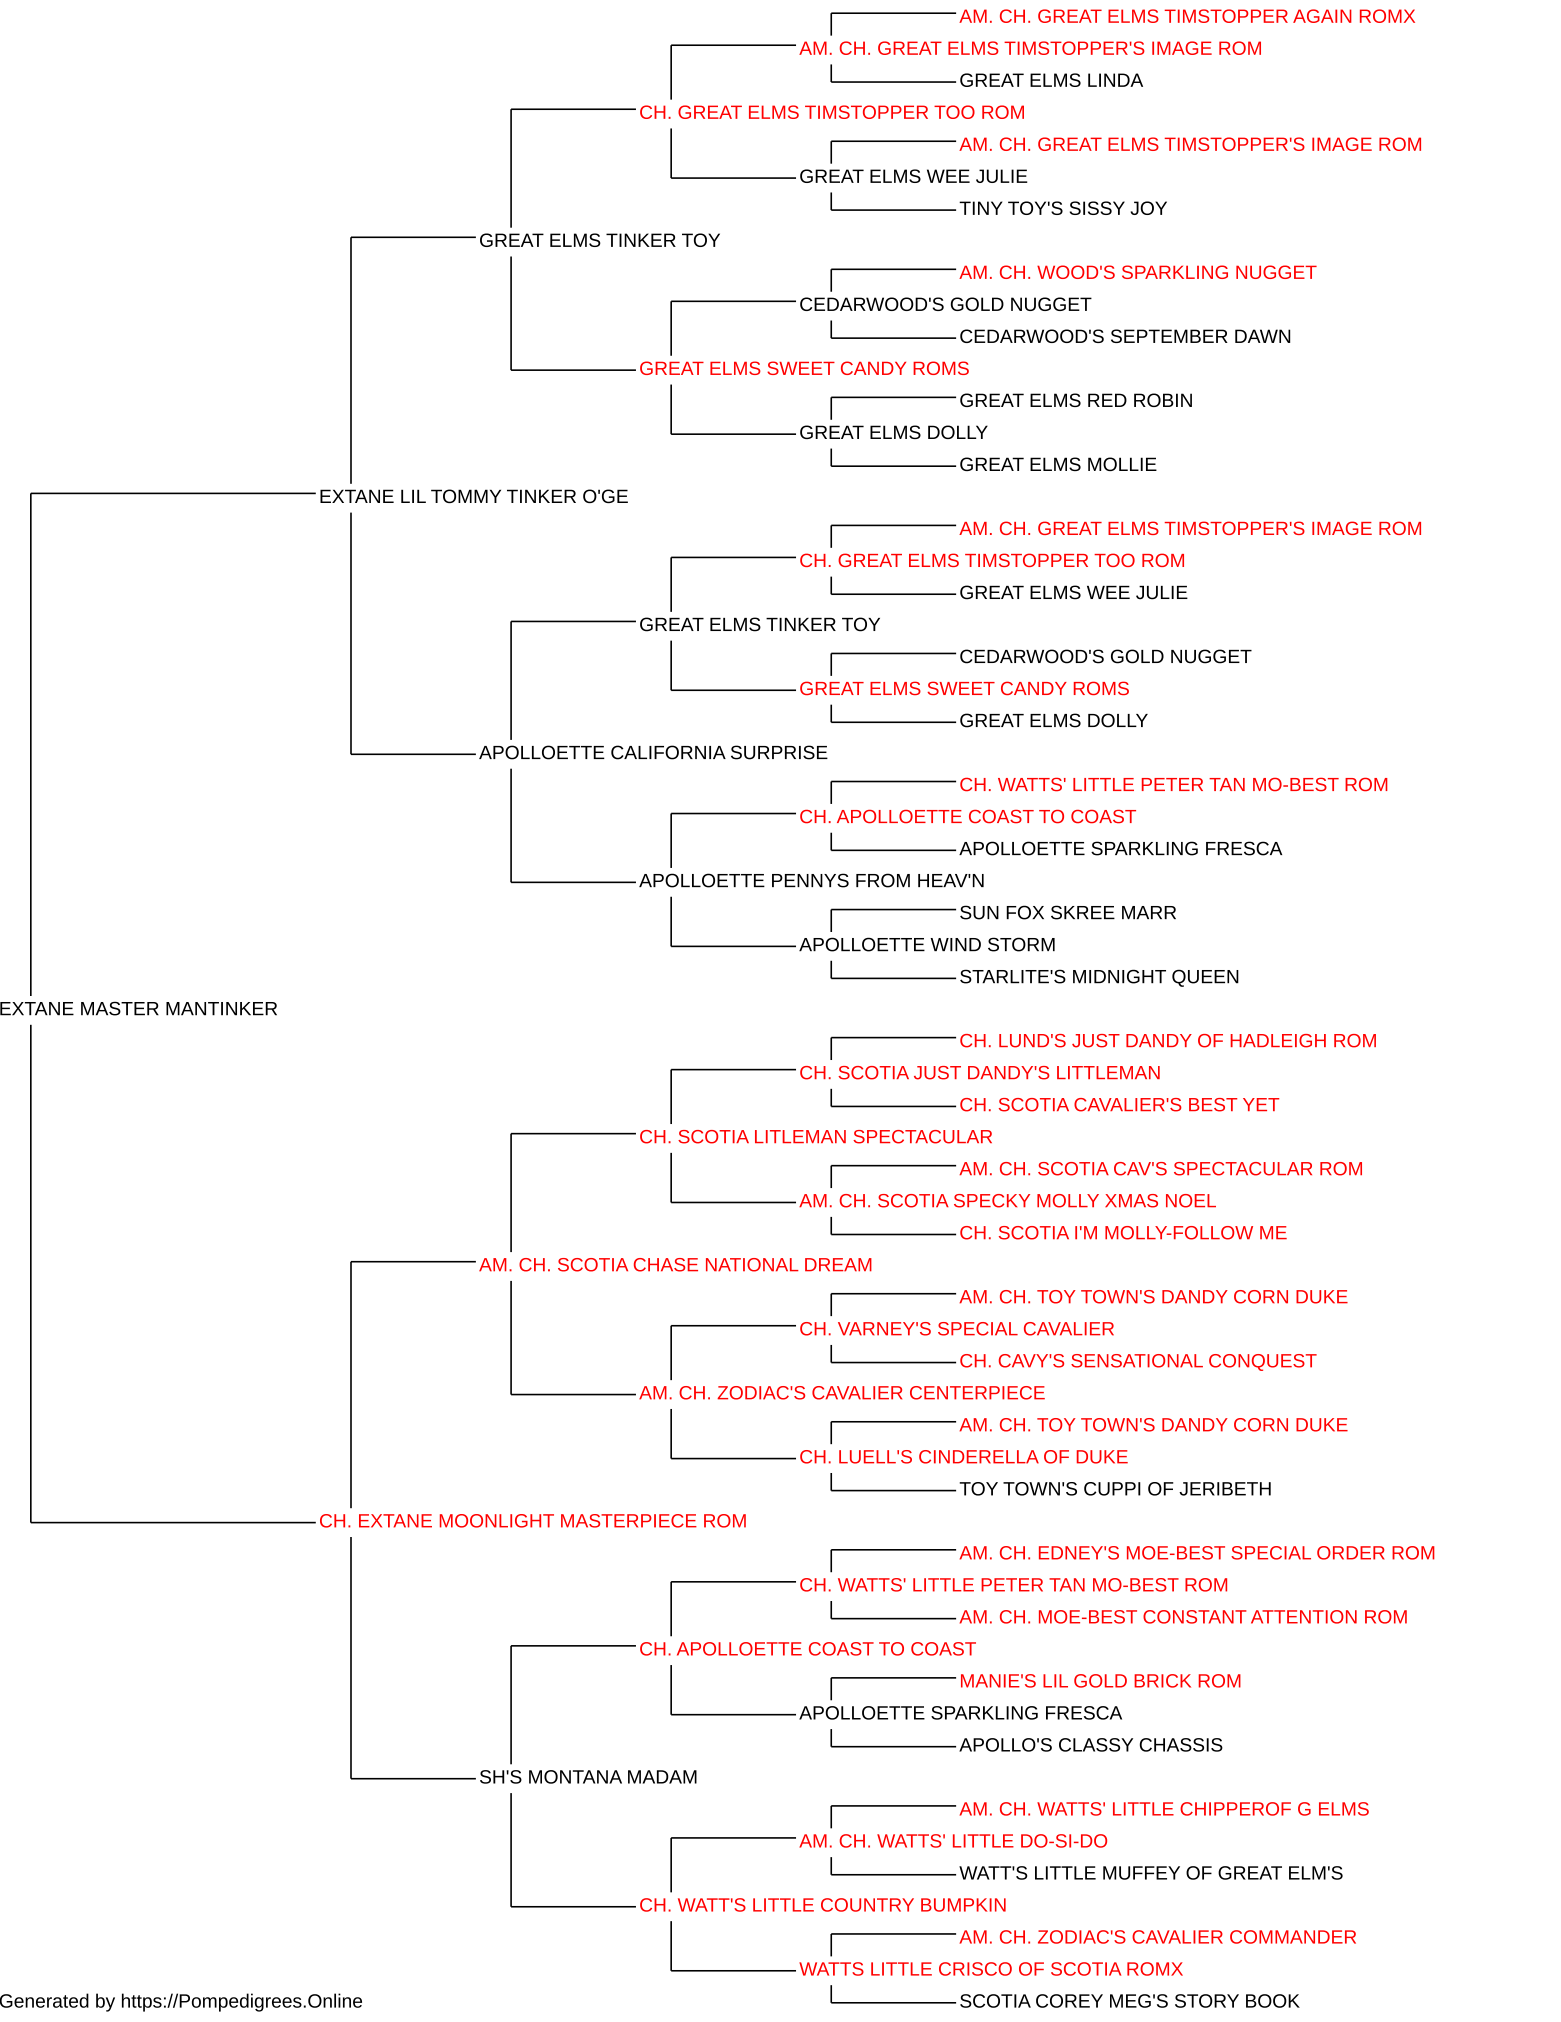 AM. CH. GREAT ELMS TIMSTOPPER AGAIN ROMX
AM. CH. GREAT ELMS TIMSTOPPER'S IMAGE ROM
GREAT ELMS LINDA
CH. GREAT ELMS TIMSTOPPER TOO ROM
AM. CH. GREAT ELMS TIMSTOPPER'S IMAGE ROM
GREAT ELMS WEE JULIE
TINY TOY'S SISSY JOY
GREAT ELMS TINKER TOY
AM. CH. WOOD'S SPARKLING NUGGET
CEDARWOOD'S GOLD NUGGET
CEDARWOOD'S SEPTEMBER DAWN
GREAT ELMS SWEET CANDY ROMS
GREAT ELMS RED ROBIN
GREAT ELMS DOLLY
GREAT ELMS MOLLIE
EXTANE LIL TOMMY TINKER O'GE
AM. CH. GREAT ELMS TIMSTOPPER'S IMAGE ROM
CH. GREAT ELMS TIMSTOPPER TOO ROM
GREAT ELMS WEE JULIE
GREAT ELMS TINKER TOY
CEDARWOOD'S GOLD NUGGET
GREAT ELMS SWEET CANDY ROMS
GREAT ELMS DOLLY
APOLLOETTE CALIFORNIA SURPRISE
CH. WATTS' LITTLE PETER TAN MO-BEST ROM
CH. APOLLOETTE COAST TO COAST
APOLLOETTE SPARKLING FRESCA
APOLLOETTE PENNYS FROM HEAV'N
SUN FOX SKREE MARR
APOLLOETTE WIND STORM
STARLITE'S MIDNIGHT QUEEN
EXTANE MASTER MANTINKER
CH. LUND'S JUST DANDY OF HADLEIGH ROM
CH. SCOTIA JUST DANDY'S LITTLEMAN
CH. SCOTIA CAVALIER'S BEST YET
CH. SCOTIA LITLEMAN SPECTACULAR
AM. CH. SCOTIA CAV'S SPECTACULAR ROM
AM. CH. SCOTIA SPECKY MOLLY XMAS NOEL
CH. SCOTIA I'M MOLLY-FOLLOW ME
AM. CH. SCOTIA CHASE NATIONAL DREAM
AM. CH. TOY TOWN'S DANDY CORN DUKE
CH. VARNEY'S SPECIAL CAVALIER
CH. CAVY'S SENSATIONAL CONQUEST
AM. CH. ZODIAC'S CAVALIER CENTERPIECE
AM. CH. TOY TOWN'S DANDY CORN DUKE
CH. LUELL'S CINDERELLA OF DUKE
TOY TOWN'S CUPPI OF JERIBETH
CH. EXTANE MOONLIGHT MASTERPIECE ROM
AM. CH. EDNEY'S MOE-BEST SPECIAL ORDER ROM
CH. WATTS' LITTLE PETER TAN MO-BEST ROM
AM. CH. MOE-BEST CONSTANT ATTENTION ROM
CH. APOLLOETTE COAST TO COAST
MANIE'S LIL GOLD BRICK ROM
APOLLOETTE SPARKLING FRESCA
APOLLO'S CLASSY CHASSIS
SH'S MONTANA MADAM
AM. CH. WATTS' LITTLE CHIPPEROF G ELMS
AM. CH. WATTS' LITTLE DO-SI-DO
WATT'S LITTLE MUFFEY OF GREAT ELM'S
CH. WATT'S LITTLE COUNTRY BUMPKIN
AM. CH. ZODIAC'S CAVALIER COMMANDER
WATTS LITTLE CRISCO OF SCOTIA ROMX
SCOTIA COREY MEG'S STORY BOOK
Generated by https://Pompedigrees.Online